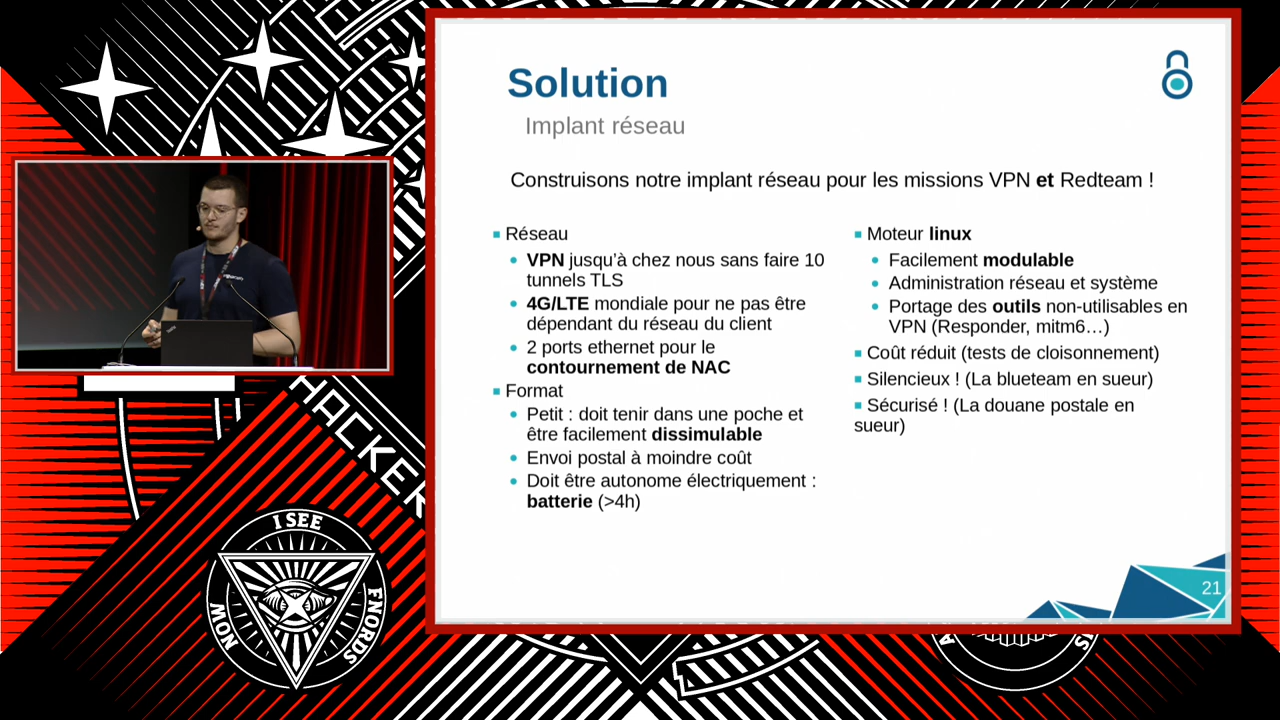 Solution
Implant réseau
Construisons notre implant réseau pour les missions VPN et Redteam !
Réseau
VPN jusqu'à chez nous sans faire 10
tunnels TLS
4G/LTE mondiale pour ne pas être
dépendant du réseau du client
2 ports ethernet pour le
contournement de NAC
Format
Petit : doit tenir dans une poche et
être facilement dissimulable
Envoi postal à moindre coût
Doit être autonome électriquement :
batterie (>4h)
Moteur linux
Facilement modulable
Administration réseau et système
Portage des outils non-utilisables en
VPN (Responder, mitm6…)
Coût réduit (tests de cloisonnement)
Silencieux ! (La blueteam en sueur)
Sécurisé ! (La douane postale en
sueur)
21
HACKER
I SEE
FNORDS
NOW